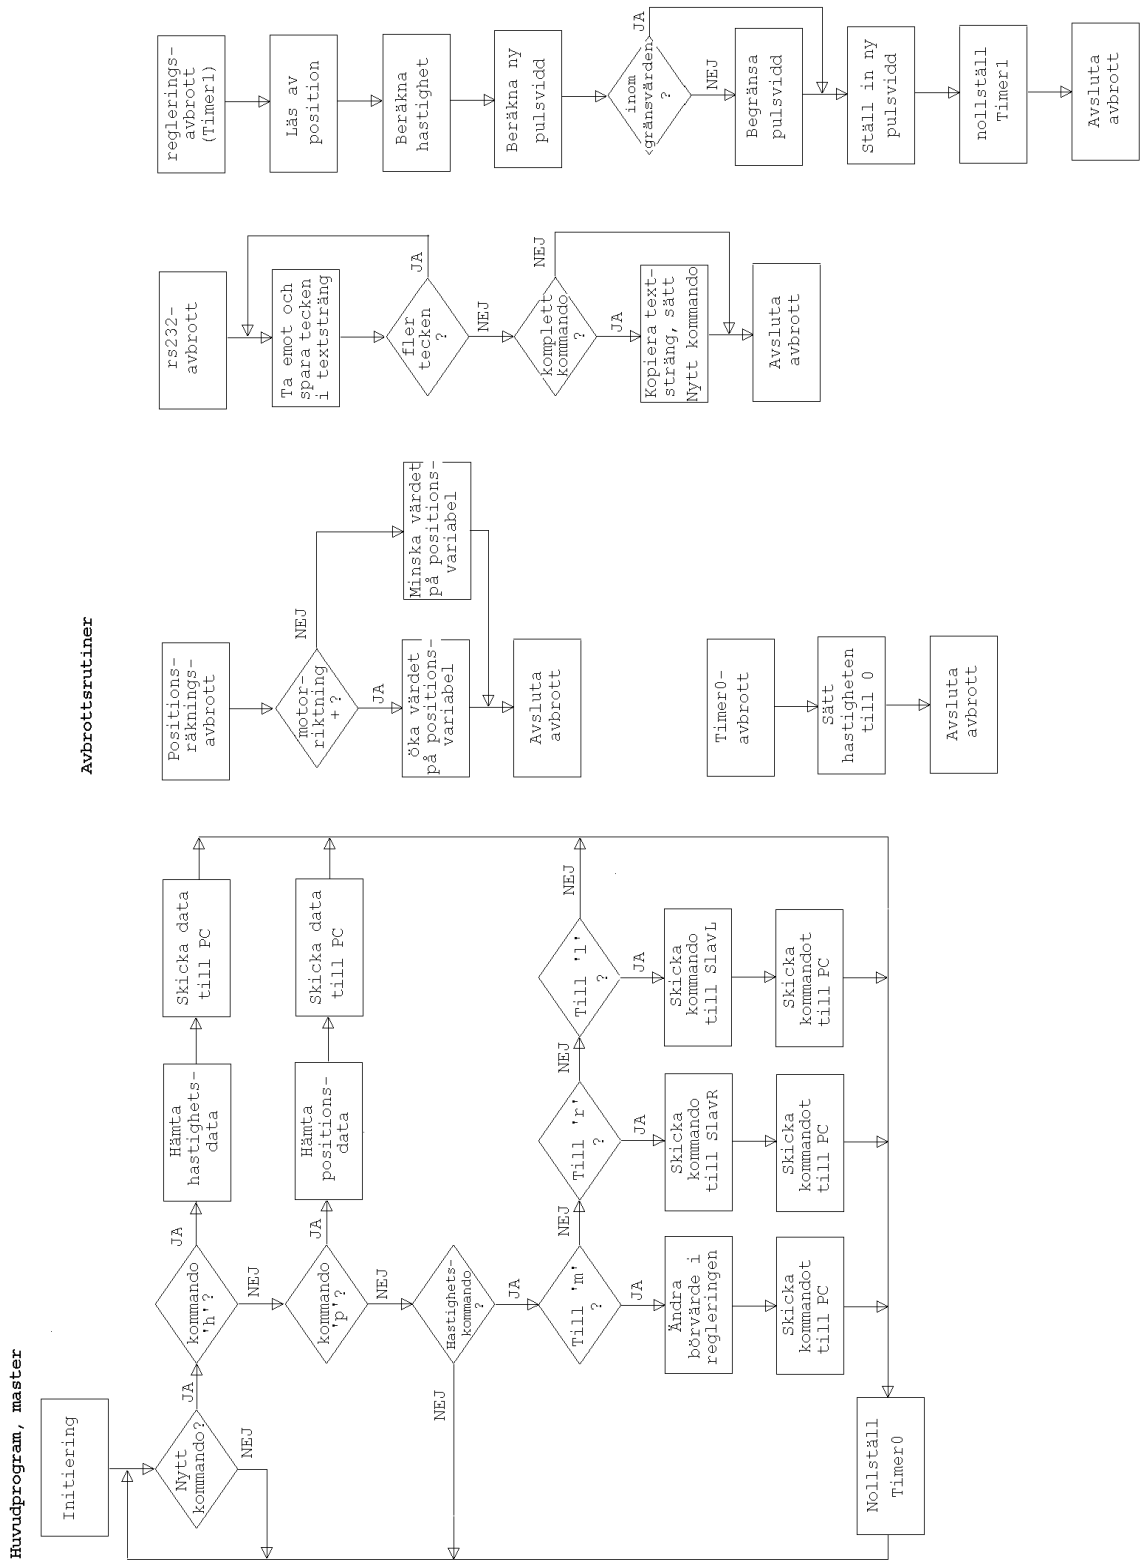 Huvudprogram, master
Initiering
Nytt
kommando?
JA
NEJ
kommando
'h'?
JA
NEJ
Hämta
hastighets-
data
Skicka data
till PC
kommando
'p'?
JA
NEJ
Hämta
positions-
data
Skicka data
till PC
Hastighets-
kommando
?
NEJ
JA
Till 'm'
?
NEJ
JA
Till 'r'
?
NEJ
JA
Till 'l'
?
NEJ
JA
Ändra
börvärde i
regleringen
Skicka
kommando
till SlavR
Skicka
kommando
till SlavL
Skicka
kommandot
till PC
Skicka
kommandot
till PC
Skicka
kommandot
till PC
Nollställ
Timer0
Avbrottsrutiner
Positions-
räknings-
avbrott
motor-
riktning
+ ?
NEJ
JA
öka värdet
på positions-
variabel
Minska värdet
på positions-
variabel
Avsluta
avbrott
Timer0-
avbrott
Sätt
hastigheten
till 0
Avsluta
avbrott
rs232-
avbrott
Ta emot och
spara tecken
i textsträng
fler
tecken
?
JA
NEJ
komplett
kommando
?
NEJ
JA
Kopiera text-
sträng, sätt
Nytt kommando
Avsluta
avbrott
reglerings-
avbrott
(Timer1)
Läs av
position
Beräkna
hastighet
Beräkna ny
pulsvidd
inom
<gränsvärden>
?
JA
NEJ
Begränsa
pulsvidd
Ställ in ny
pulsvidd
nollställ
Timer1
Avsluta
avbrott